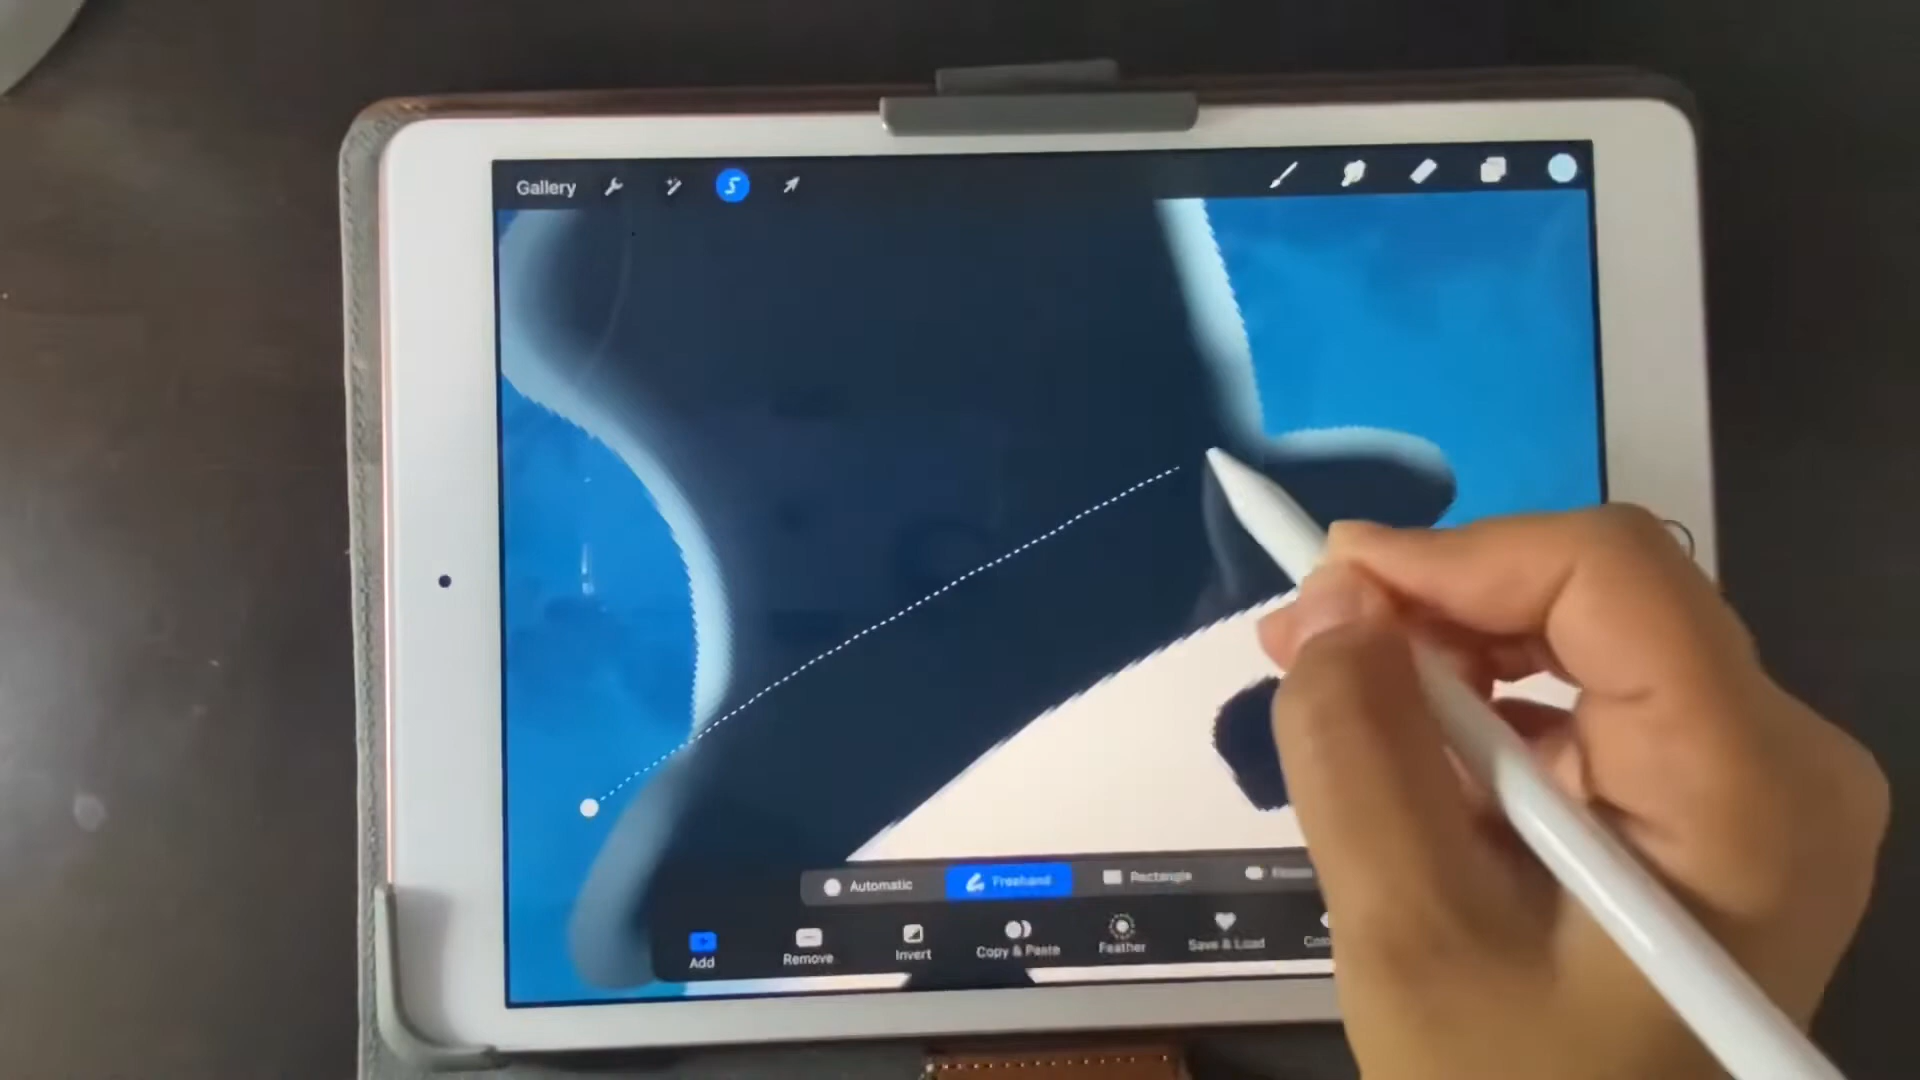 Gallery
Automatic
Freehand
Rectangle
Add
Remove
Invert
Copy & Paste
Feather
Save & Load